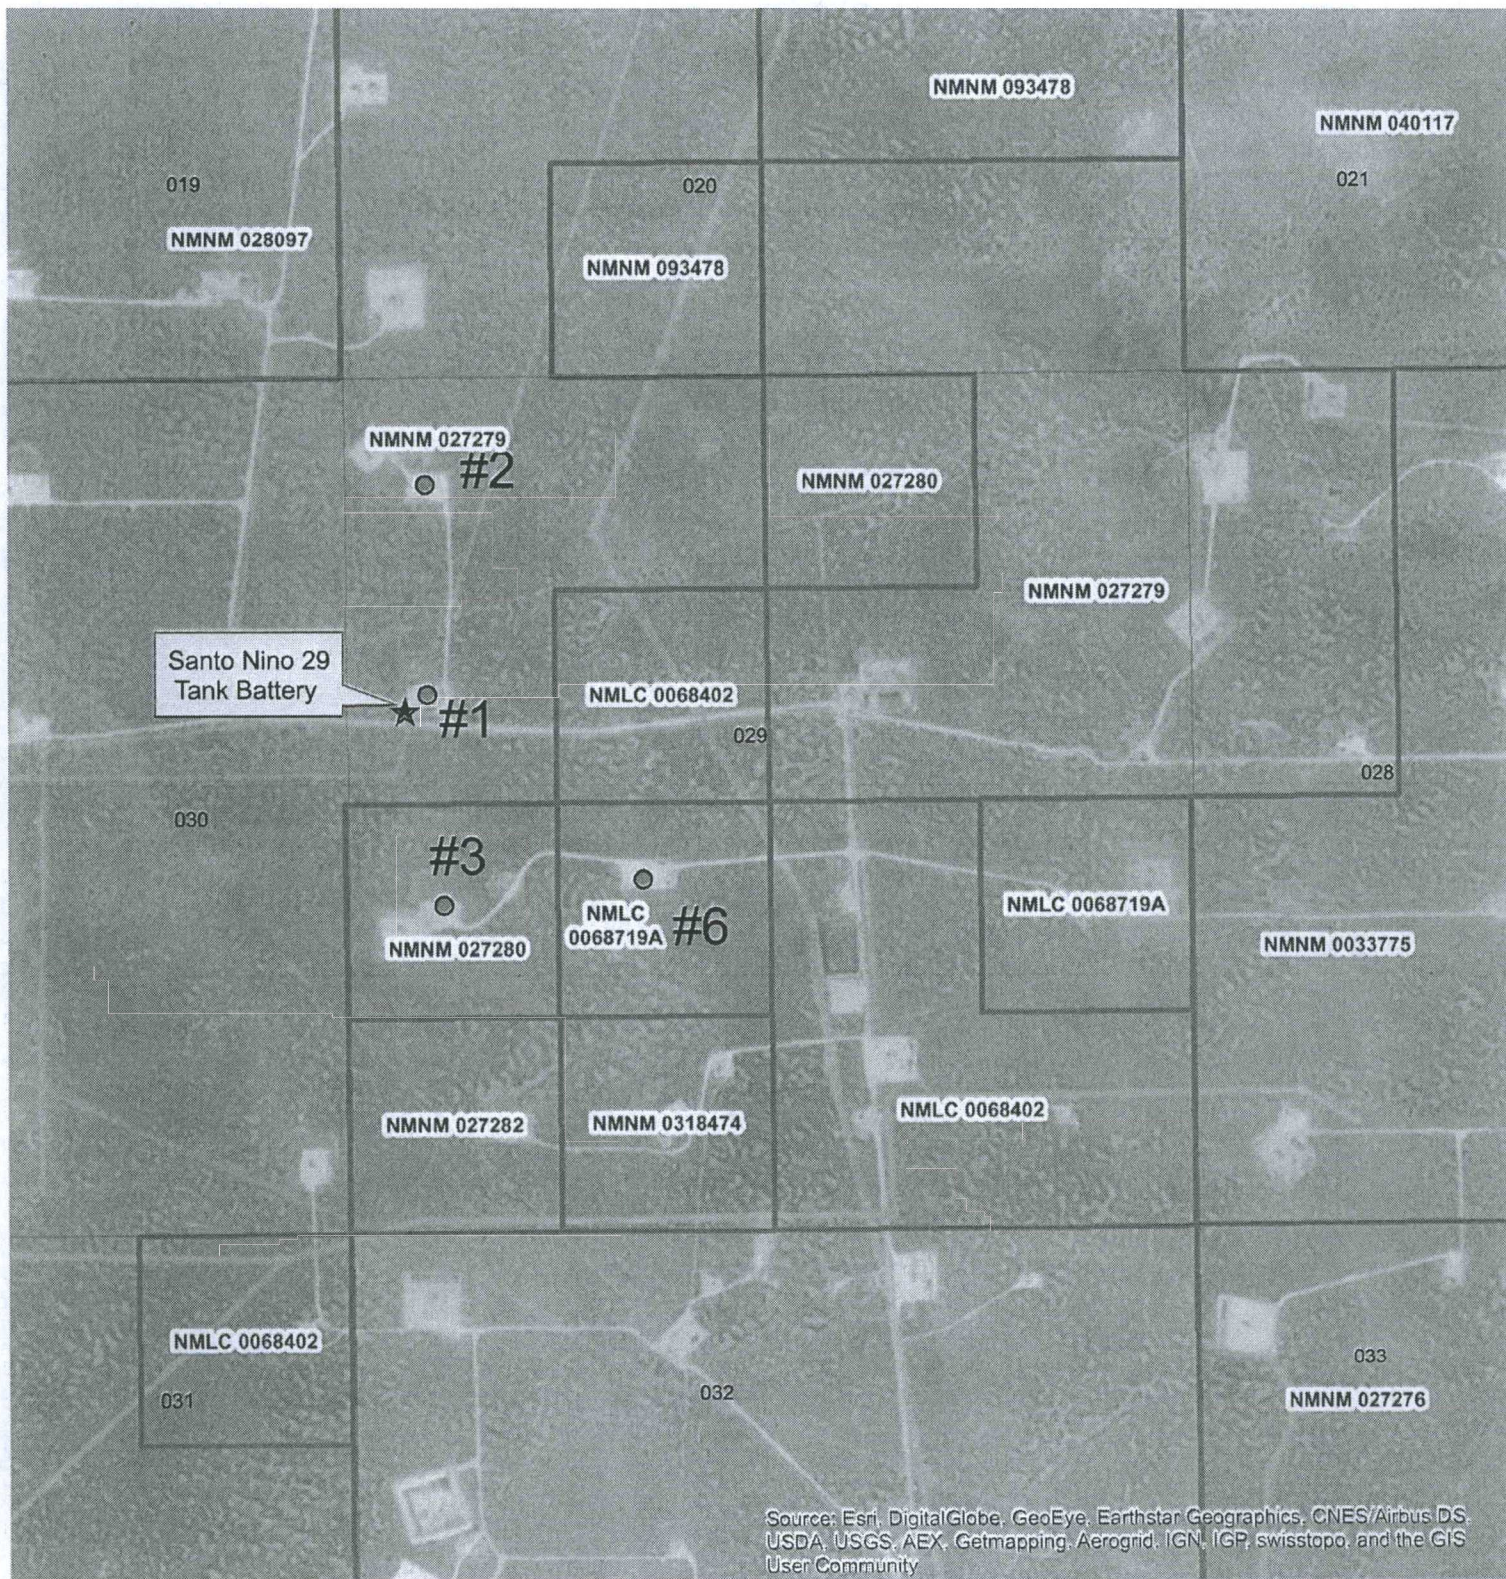 NMNM 093478
NMNM 040117
019
020
021
NMNM 028097
NMNM 093478
NMNM 027279
#2
NMNM 027280
NMNM 027279
Santo Nino 29
Tank Battery
#1
NMLC 0068402
029
028
030
#3
NMLC
0068719A
#6
NMLC 0068719A
NMNM 027280
NMNM 0033775
NMNM 027282
NMNM 0318474
NMLC 0068402
NMLC 0068402
031
032
033
NMNM 027276
Source: Esri, DigitalGlobe, GeoEye, Earthstar Geographics, CNES/Airbus DS,
USDA, USGS, AEX, Getmapping, Aerogrid, IGN, IGP, swisstopo, and the GIS
User Community